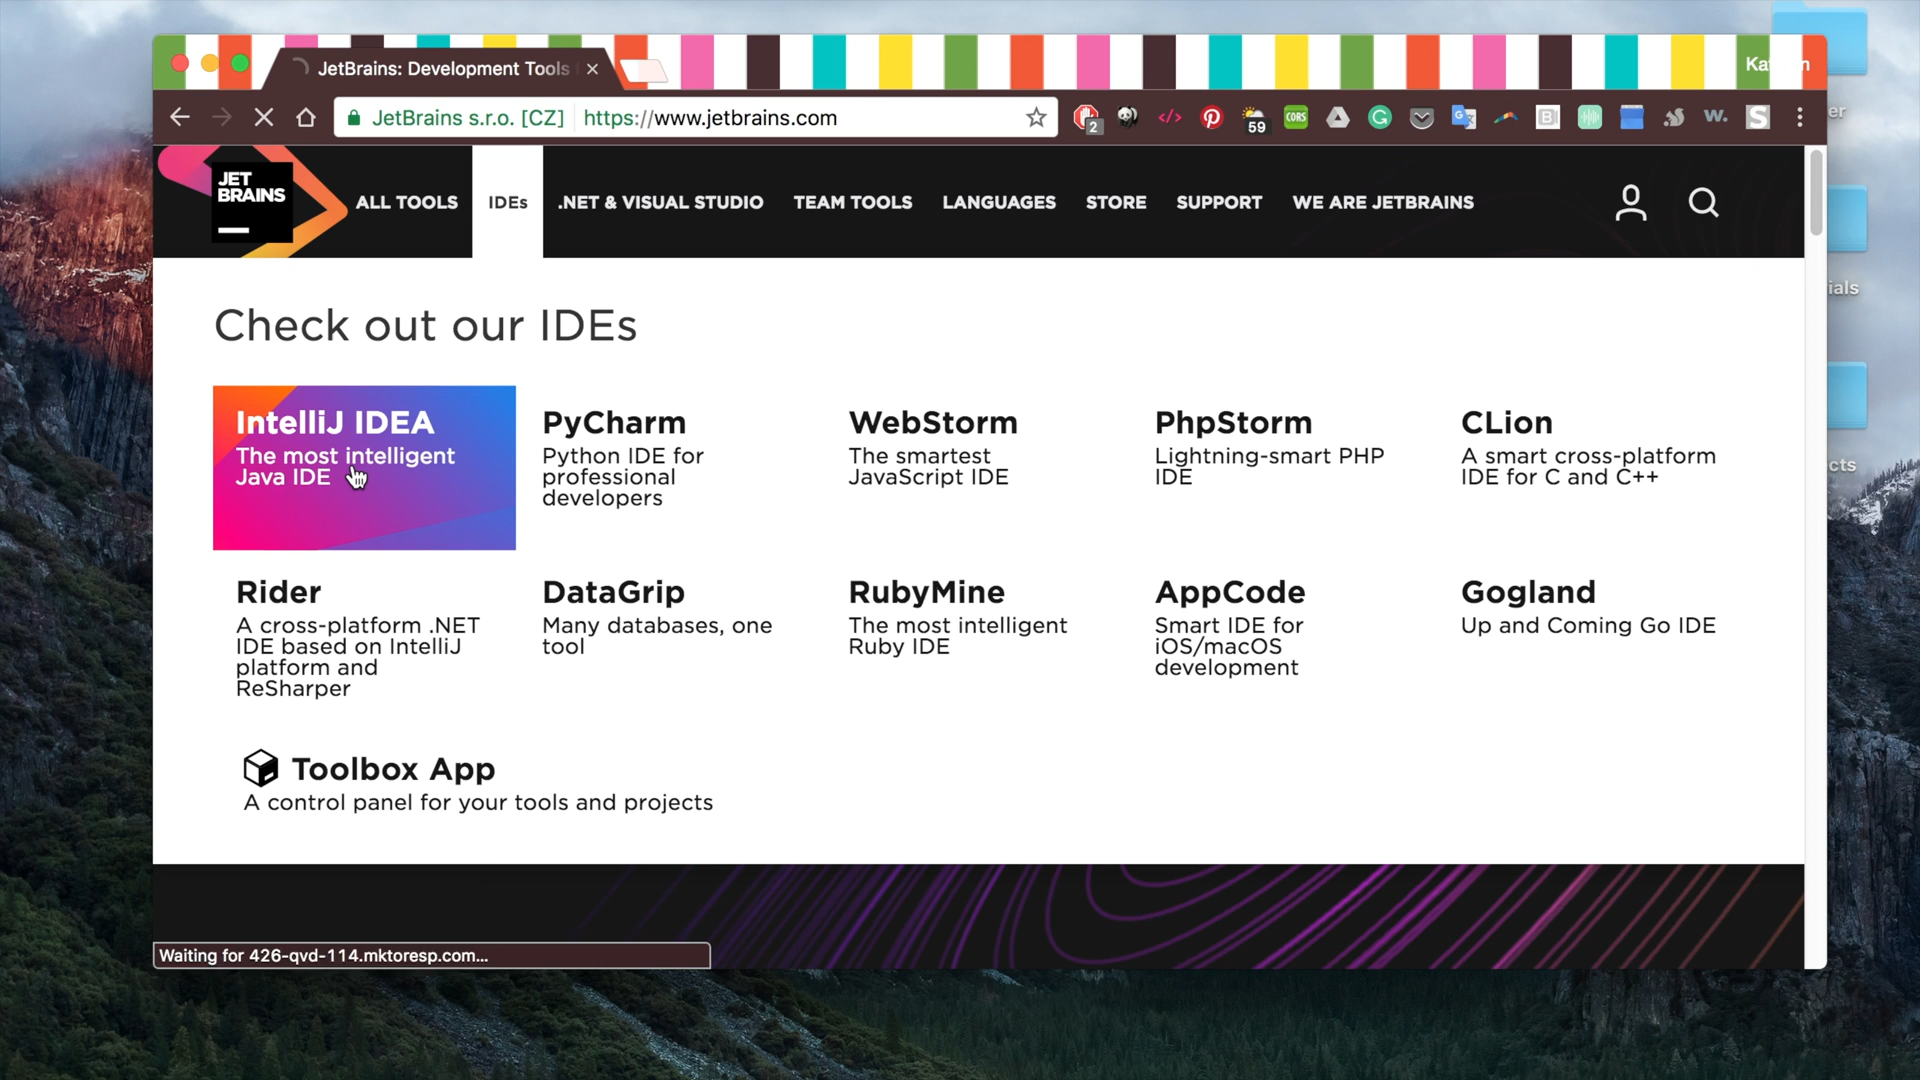 JetBrains: Development Tools
JetBrains s.r.o. [CZ]
https://www.jetbrains.com
2
59
CORS
G
B
w.
S
JET
BRAINS
ALL TOOLS
IDEs
.NET & VISUAL STUDIO
TEAM TOOLS
LANGUAGES
STORE
SUPPORT
WE ARE JETBRAINS
Check out our IDEs
IntelliJ IDEA
The most intelligent
Java IDE
PyCharm
Python IDE for
professional
developers
WebStorm
The smartest
JavaScript IDE
PhpStorm
Lightning-smart PHP
IDE
CLion
A smart cross-platform
IDE for C and C++
Rider
A cross-platform .NET
IDE based on IntelliJ
platform and
ReSharper
DataGrip
Many databases, one
tool
RubyMine
The most intelligent
Ruby IDE
AppCode
Smart IDE for
iOS/macOS
development
Gogland
Up and Coming Go IDE
Toolbox App
A control panel for your tools and projects
Waiting for 426-qvd-114.mktoresp.com...